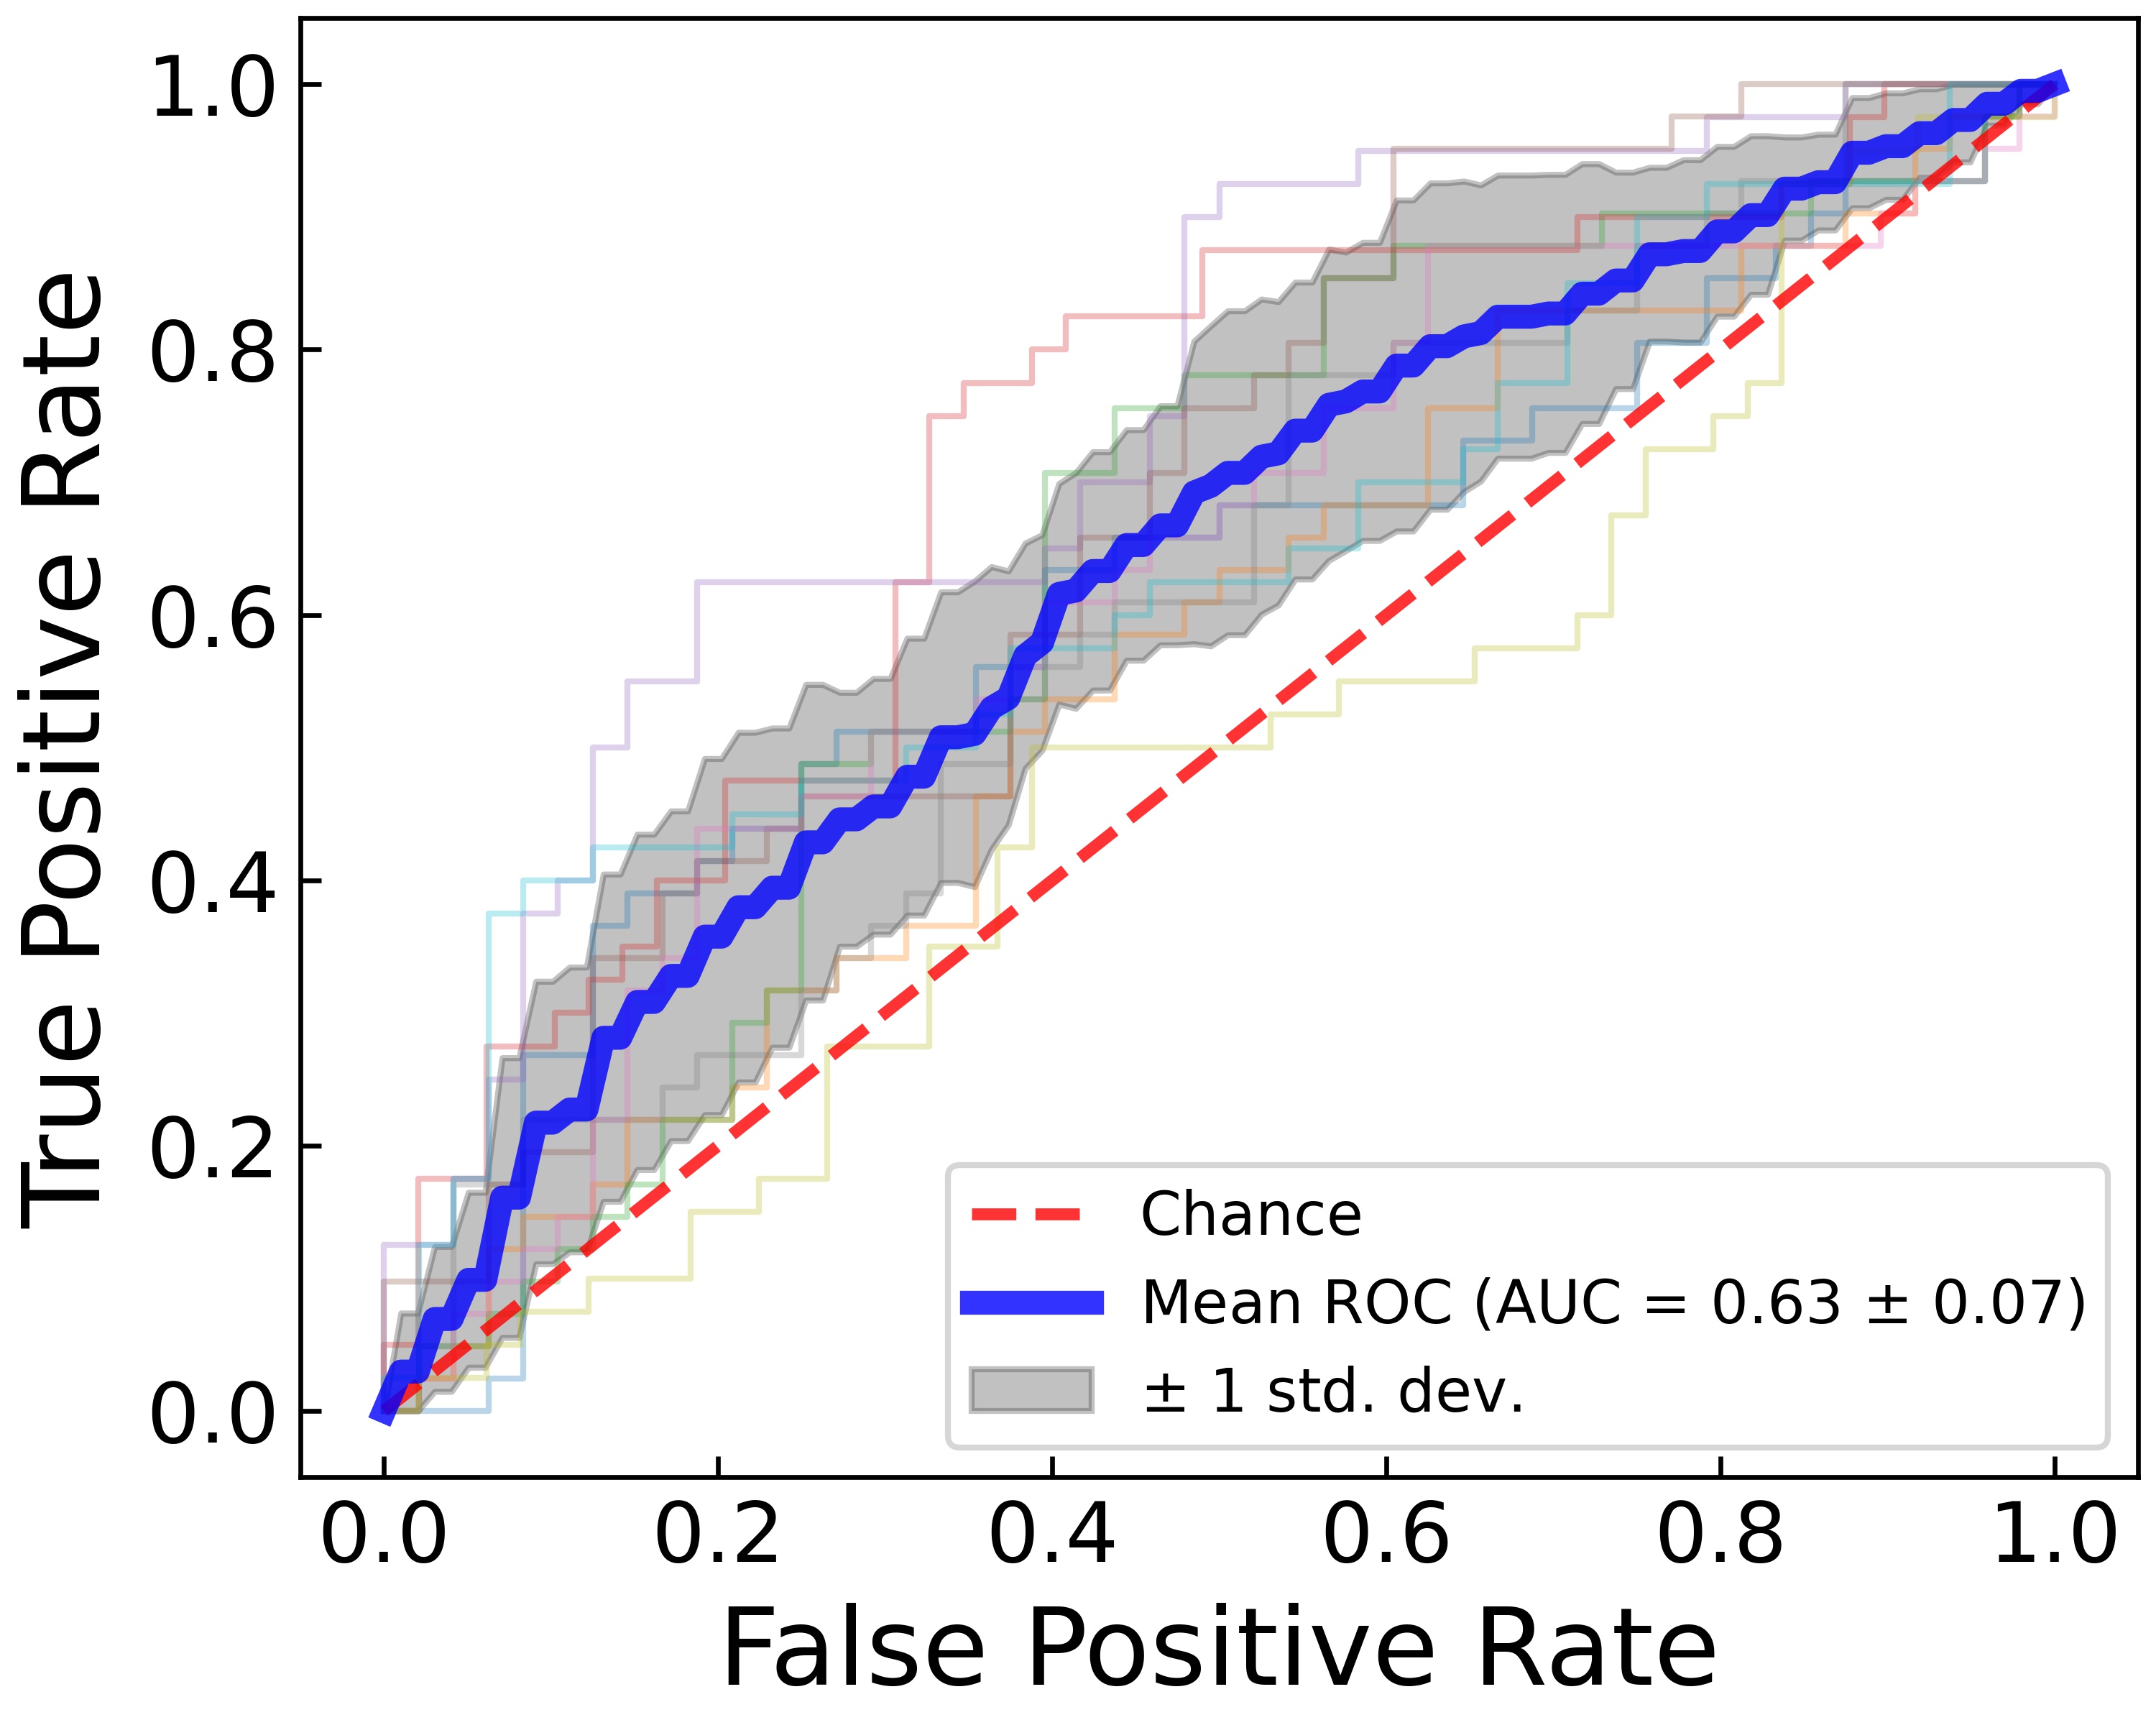 True Positive Rate
1.0
0.8
0.6
0.4
0.2
0.0
Chance
Mean ROC (AUC = 0.63 ± 0.07)
± 1 std. dev.
0.0 0.2 0.4 0.6 0.8 1.0
False Positive Rate